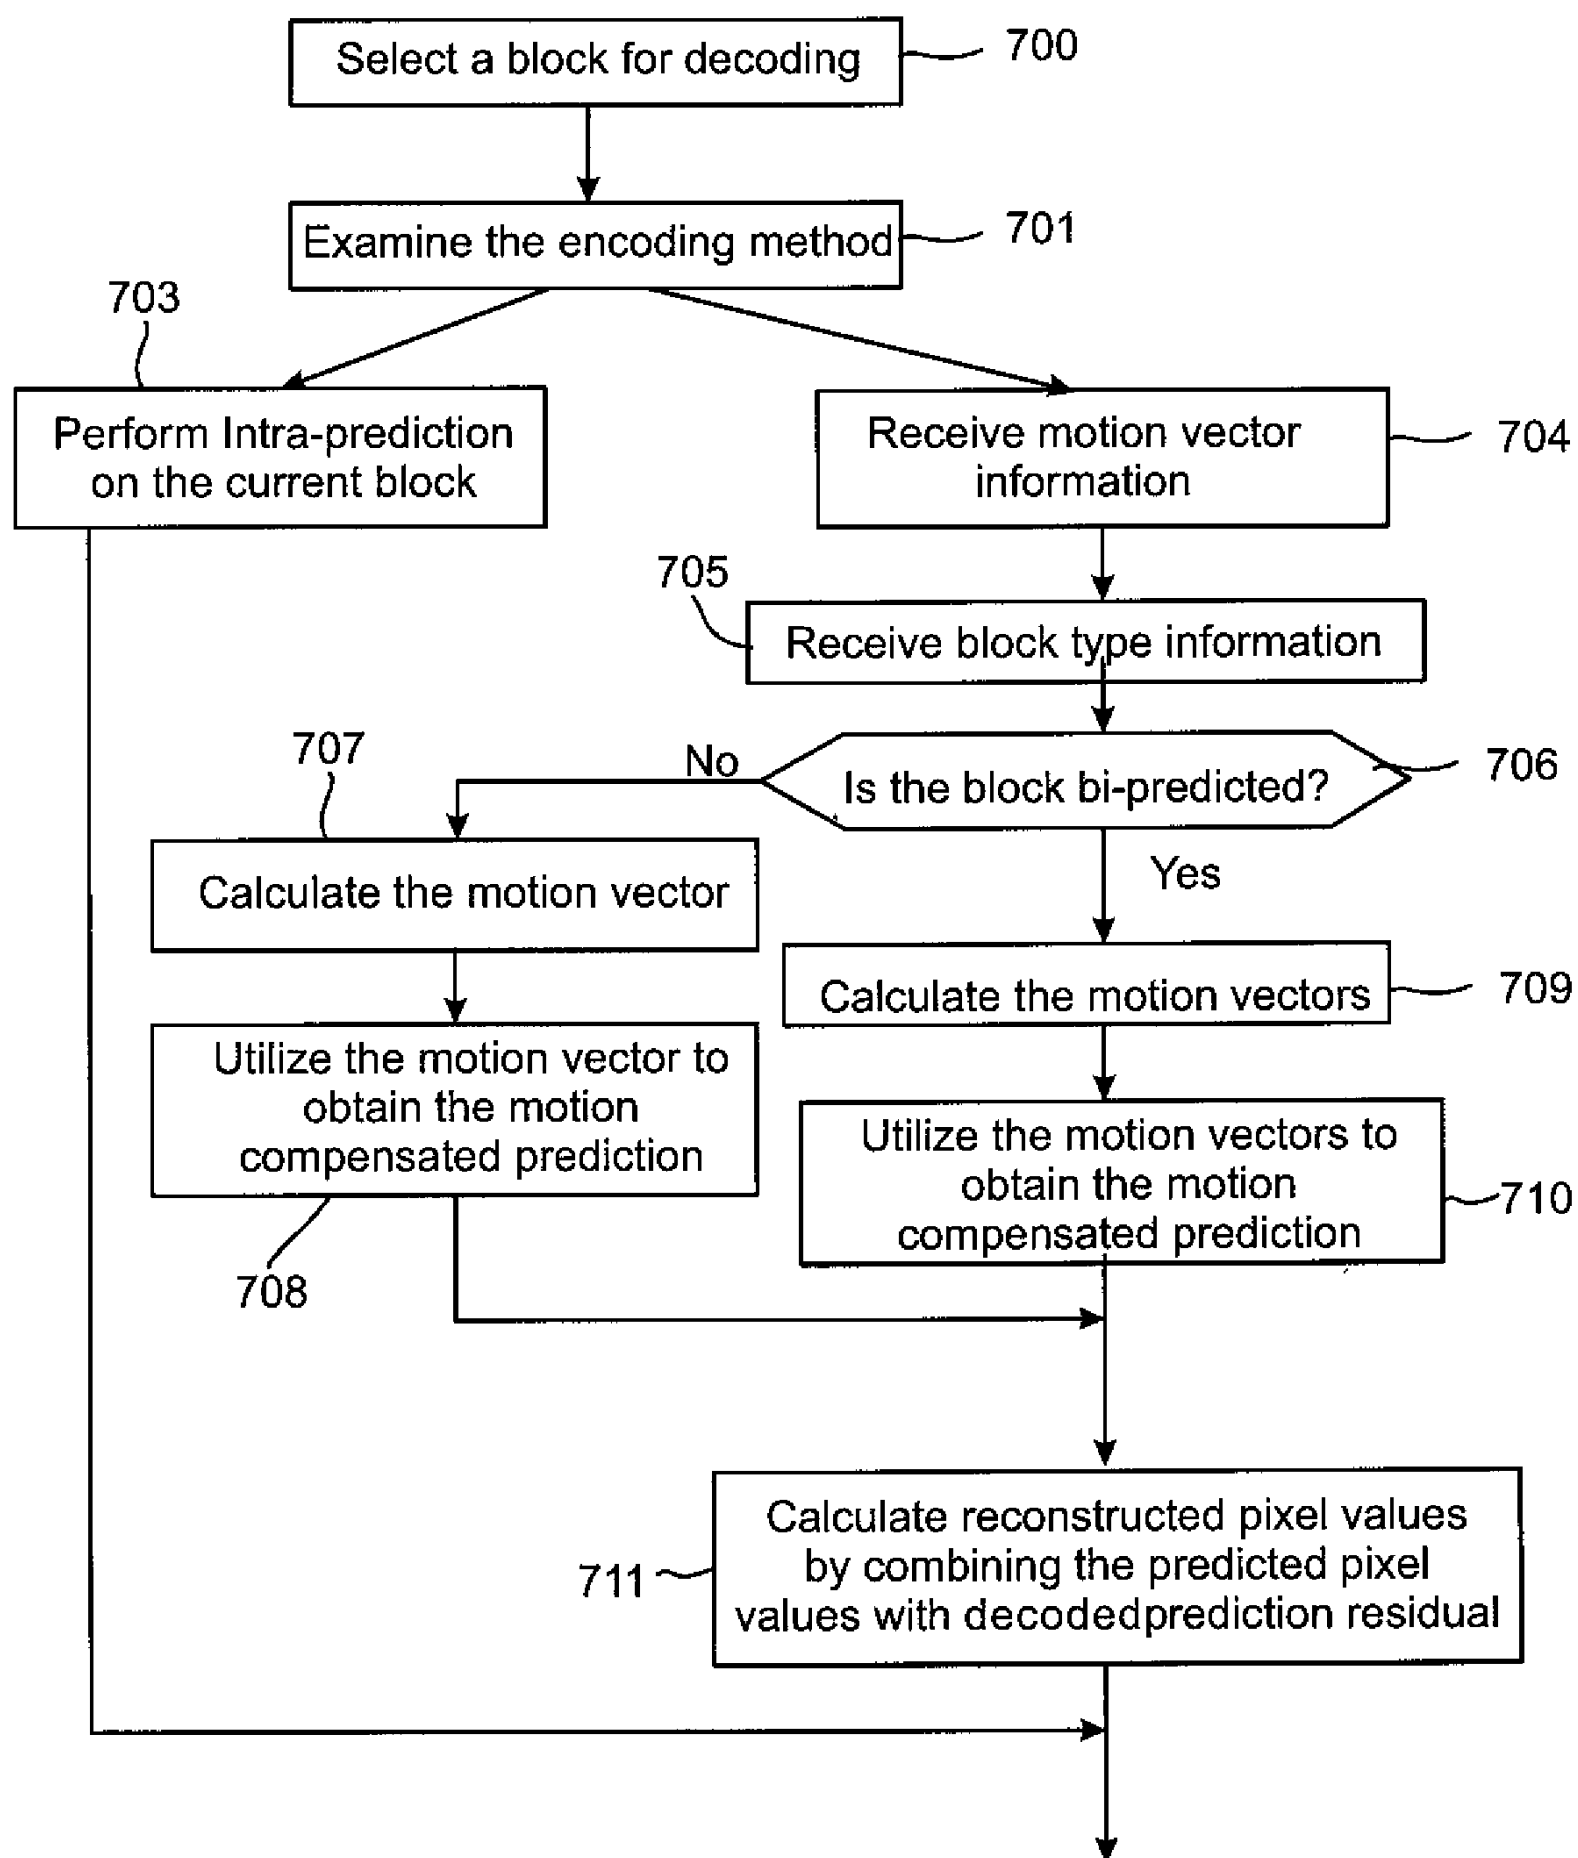 Select a block for decoding
700
Examine the encoding method
701
703
Perform Intra-prediction
on the current block
Receive motion vector
information
704
705
Receive block type information
Is the block bi-predicted?
706
No
Yes
707
Calculate the motion vector
Calculate the motion vectors
709
Utilize the motion vector to
obtain the motion
compensated prediction
708
Utilize the motion vectors to
obtain the motion
compensated prediction
710
Calculate reconstructed pixel values
by combining the predicted pixel
values with decodedprediction residual
711